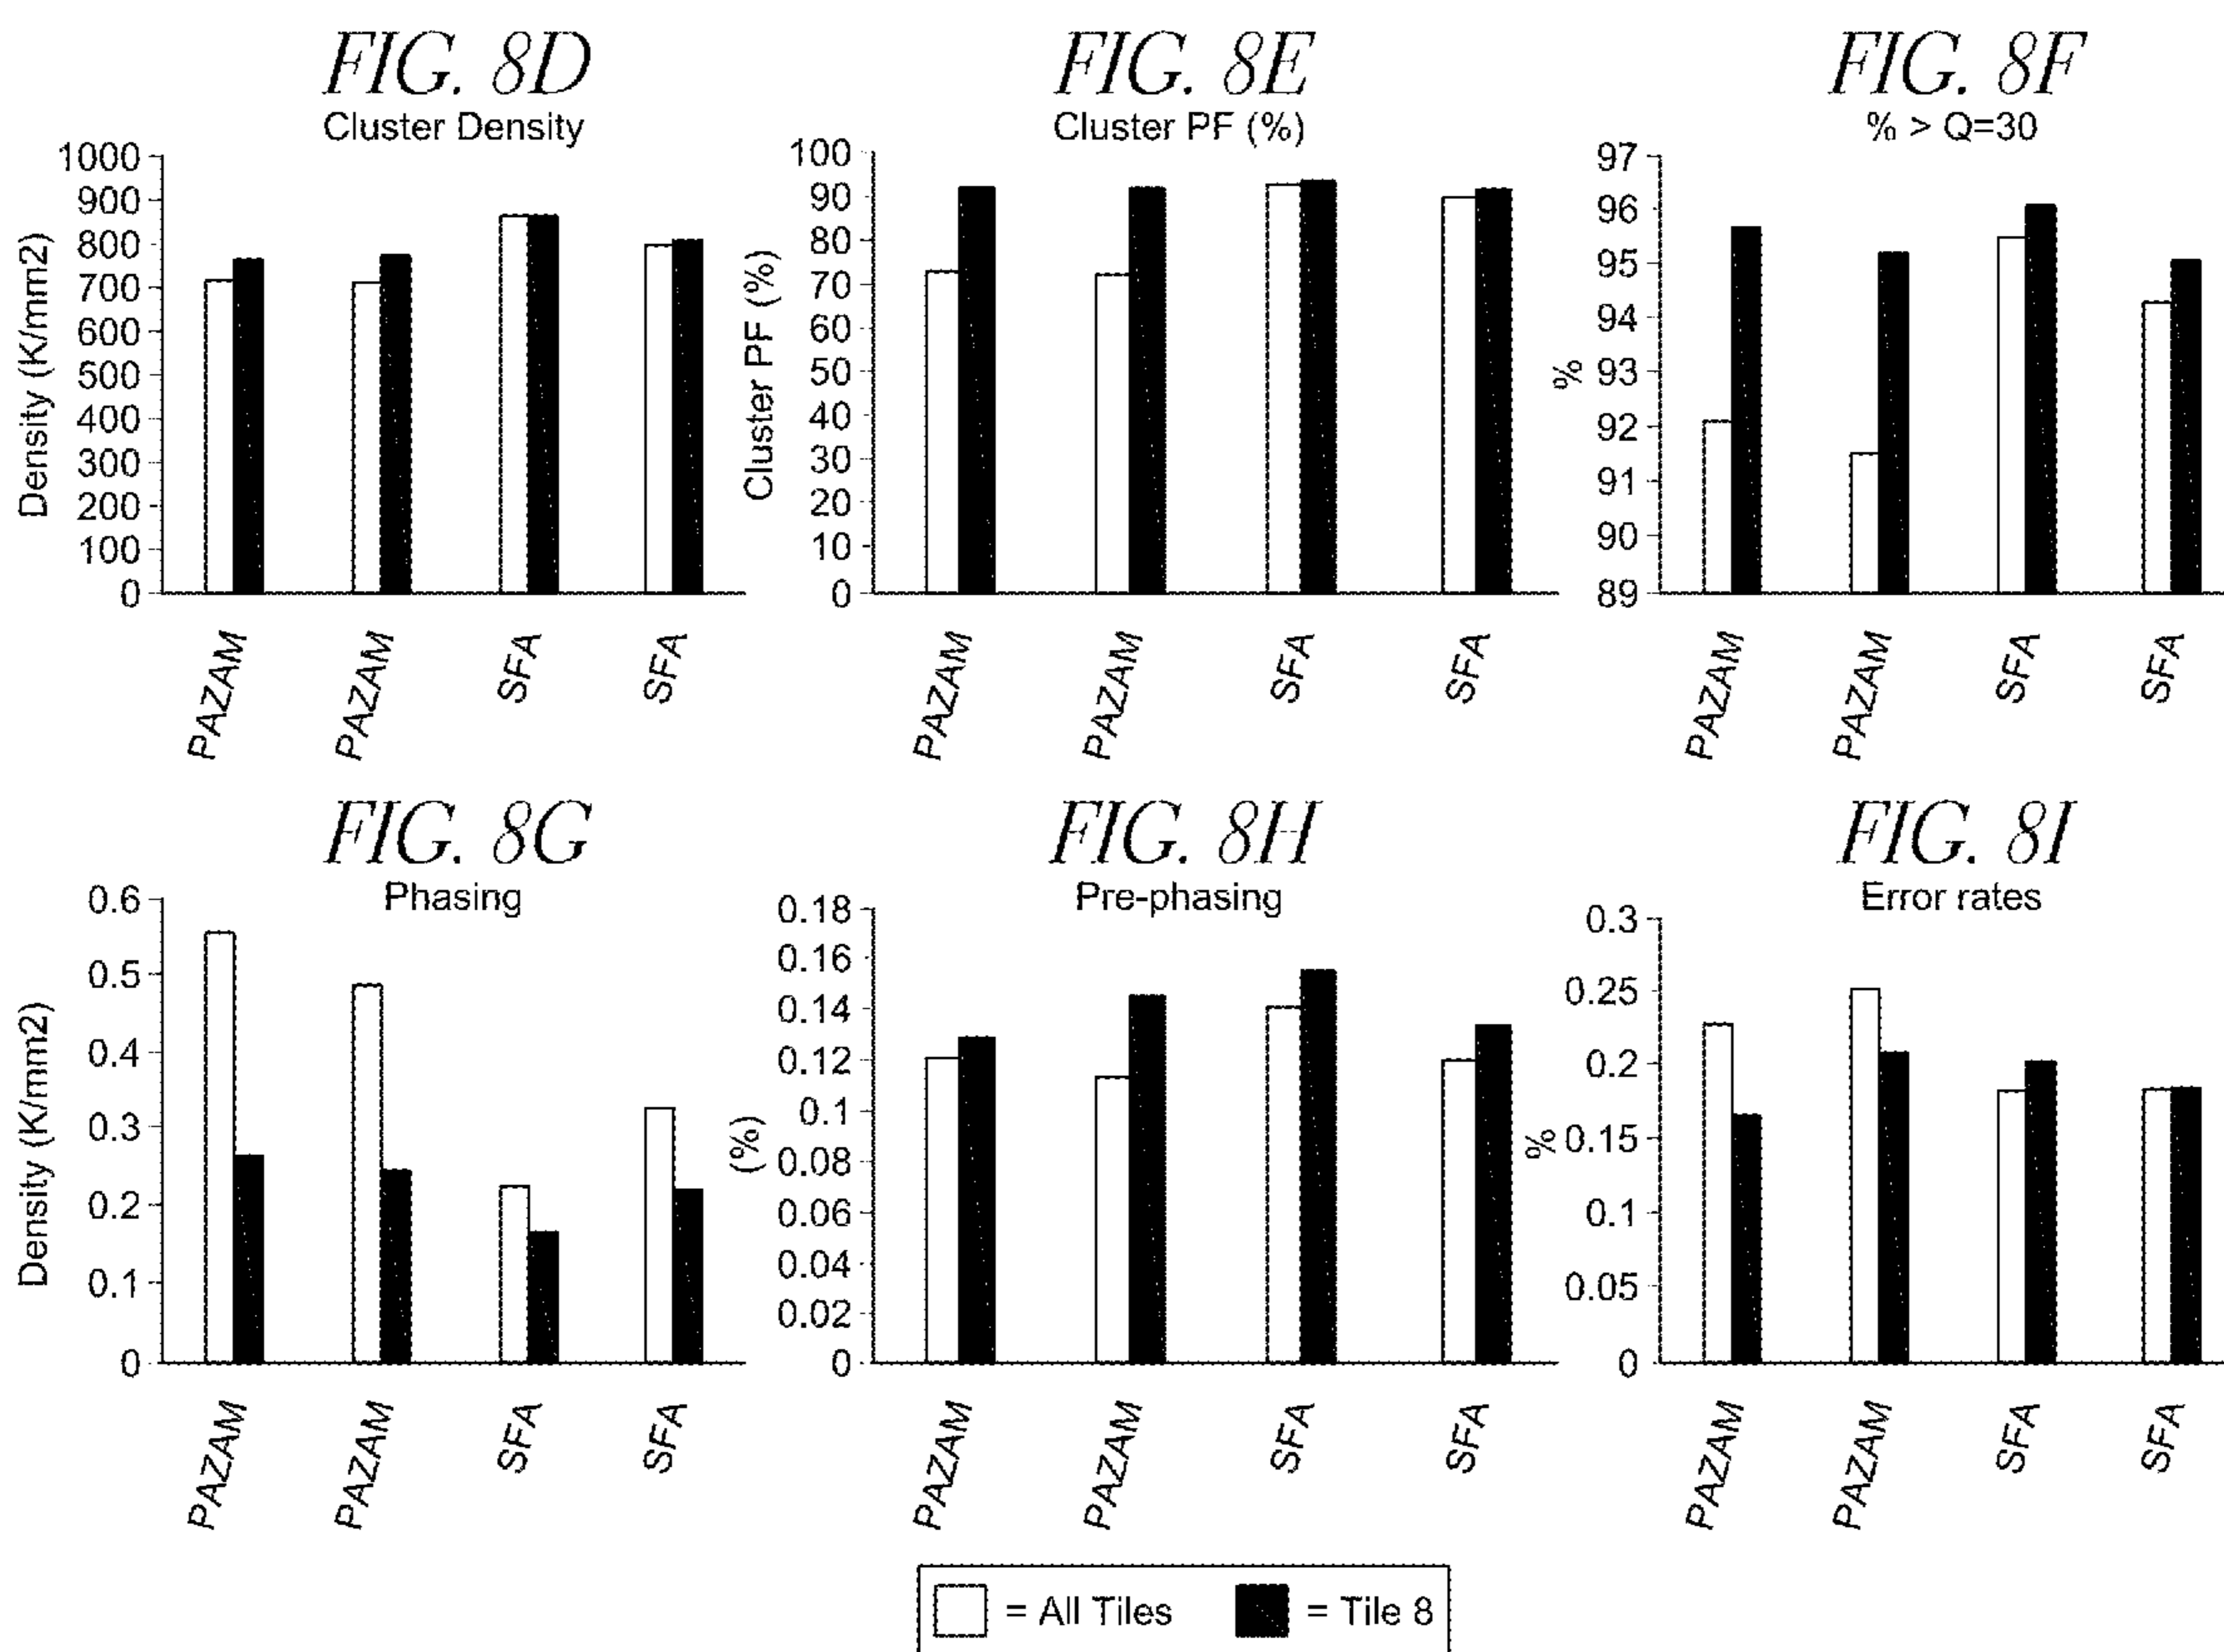 FIG. 8D
Cluster Density
Density (K/mm2)
1000
900
800
700
600
500
400
300
200
100
0
PAZAM
PAZAM
SFA
SFA
FIG. 8E
Cluster PF (%)
Cluster PF (%)
100
90
80
70
60
50
40
30
20
10
0
PAZAM
PAZAM
SFA
SFA
FIG. 8F
% > Q=30
%
97
96
95
94
93
92
91
90
89
PAZAM
PAZAM
SFA
SFA
FIG. 8G
Phasing
Density (K/mm2)
0.6
0.5
0.4
0.3
0.2
0.1
0
PAZAM
PAZAM
SFA
SFA
FIG. 8H
Pre-phasing
(%)
0.18
0.16
0.14
0.12
0.1
0.08
0.06
0.04
0.02
0
PAZAM
PAZAM
SFA
SFA
FIG. 8I
Error rates
%
0.3
0.25
0.2
0.15
0.1
0.05
0
PAZAM
PAZAM
SFA
SFA
= All Tiles = Tile 8